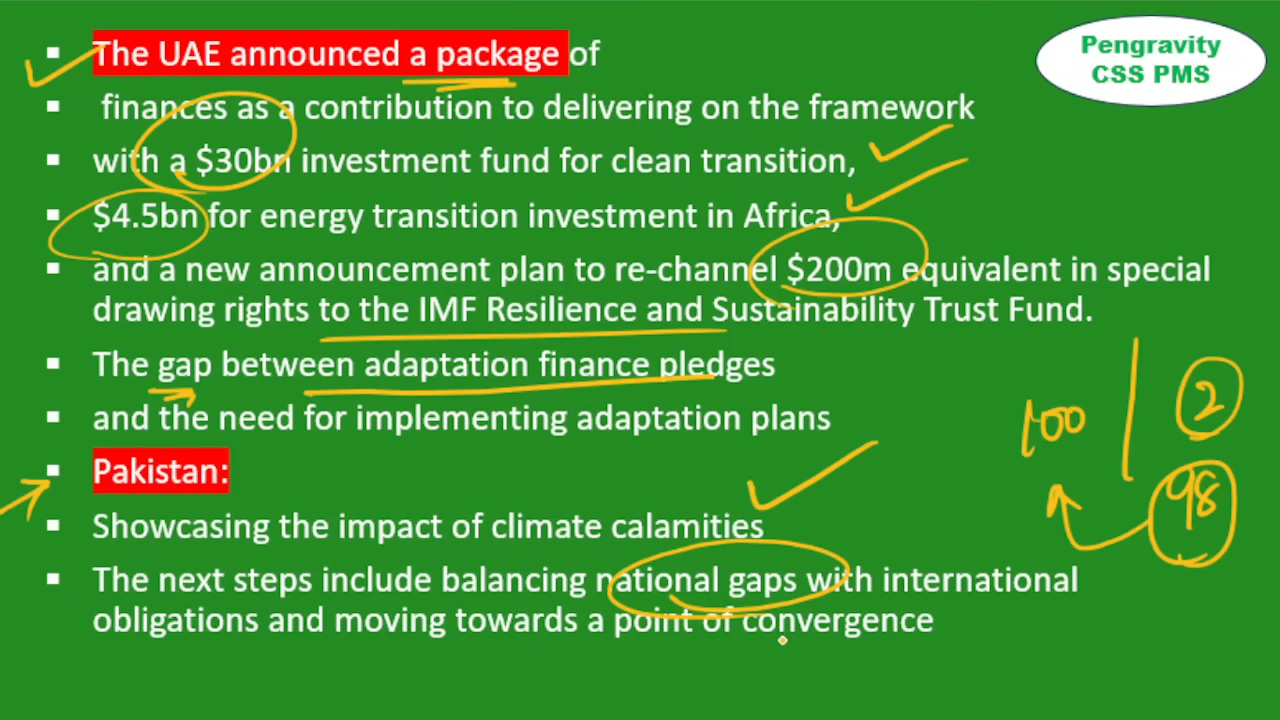 Pengravity
CSS PMS
▪ The UAE announced a package of
▪ finances as a contribution to delivering on the framework
▪ with a $30bn investment fund for clean transition,
▪ $4.5bn for energy transition investment in Africa,
▪ and a new announcement plan to re-channel $200m equivalent in special
drawing rights to the IMF Resilience and Sustainability Trust Fund.
▪ The gap between adaptation finance pledges
▪ and the need for implementing adaptation plans
▪ Pakistan:
▪ Showcasing the impact of climate calamities
▪ The next steps include balancing national gaps with international
obligations and moving towards a point of convergence
100
2
98